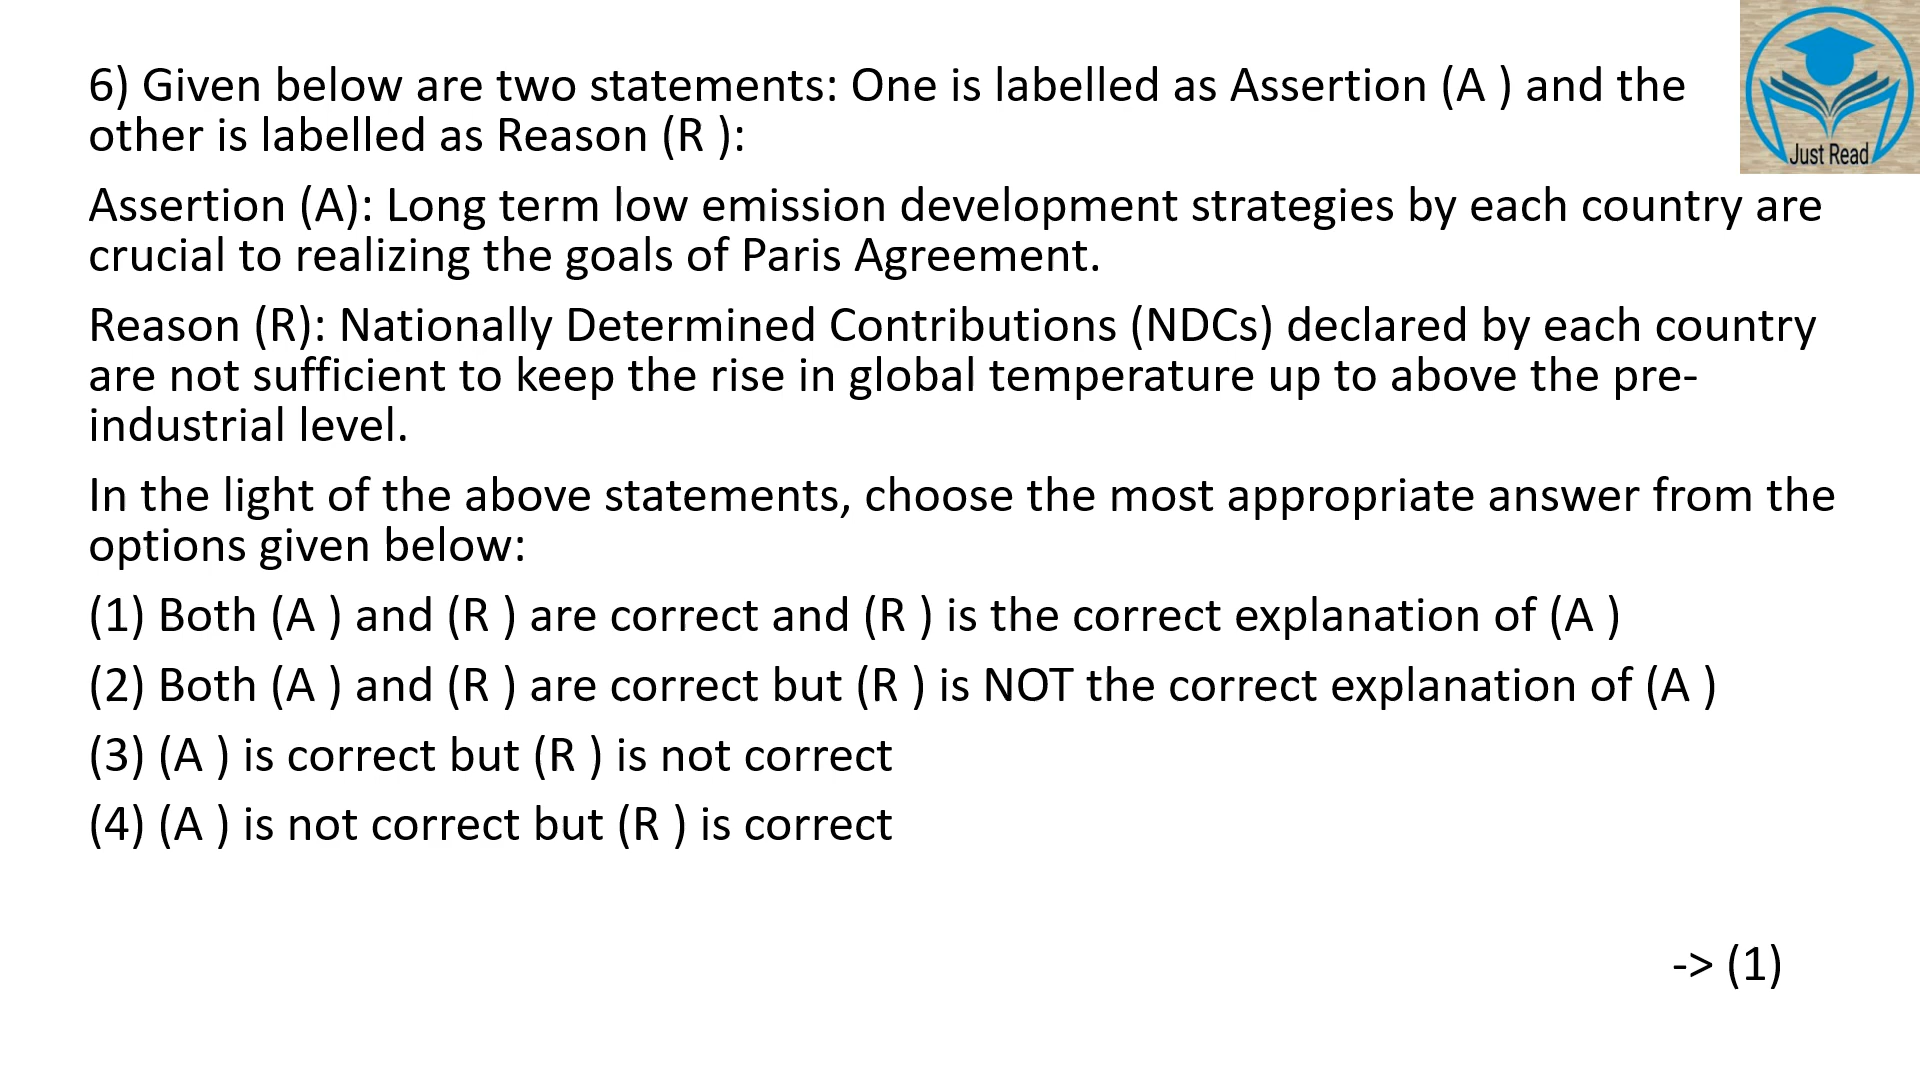 6) Given below are two statements: One is labelled as Assertion (A ) and the
other is labelled as Reason (R ):
Just Read
Assertion (A): Long term low emission development strategies by each country are
crucial to realizing the goals of Paris Agreement.
Reason (R): Nationally Determined Contributions (NDCs) declared by each country
are not sufficient to keep the rise in global temperature up to above the pre-
industrial level.
In the light of the above statements, choose the most appropriate answer from the
options given below:
(1) Both (A ) and (R ) are correct and (R ) is the correct explanation of (A )
(2) Both (A ) and (R ) are correct but (R ) is NOT the correct explanation of (A )
(3) (A ) is correct but (R ) is not correct
(4) (A ) is not correct but (R ) is correct
-> (1)